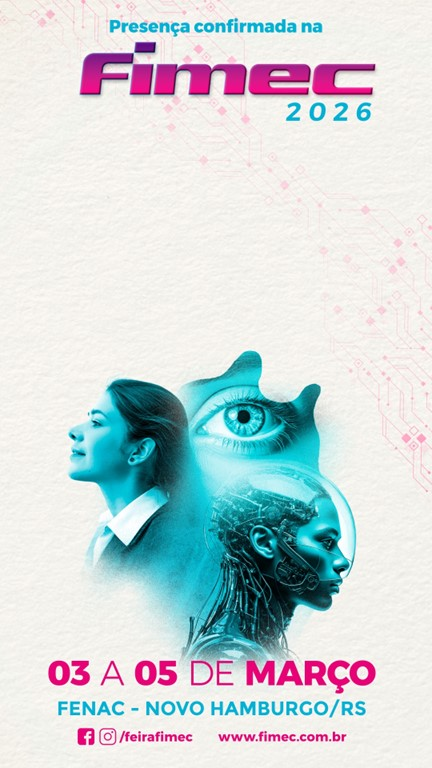 Presença confirmada na
Fimec
2026
03 A 05 DE MARÇO
FENAC - NOVO HAMBURGO/RS
/feirafimec www.fimec.com.br